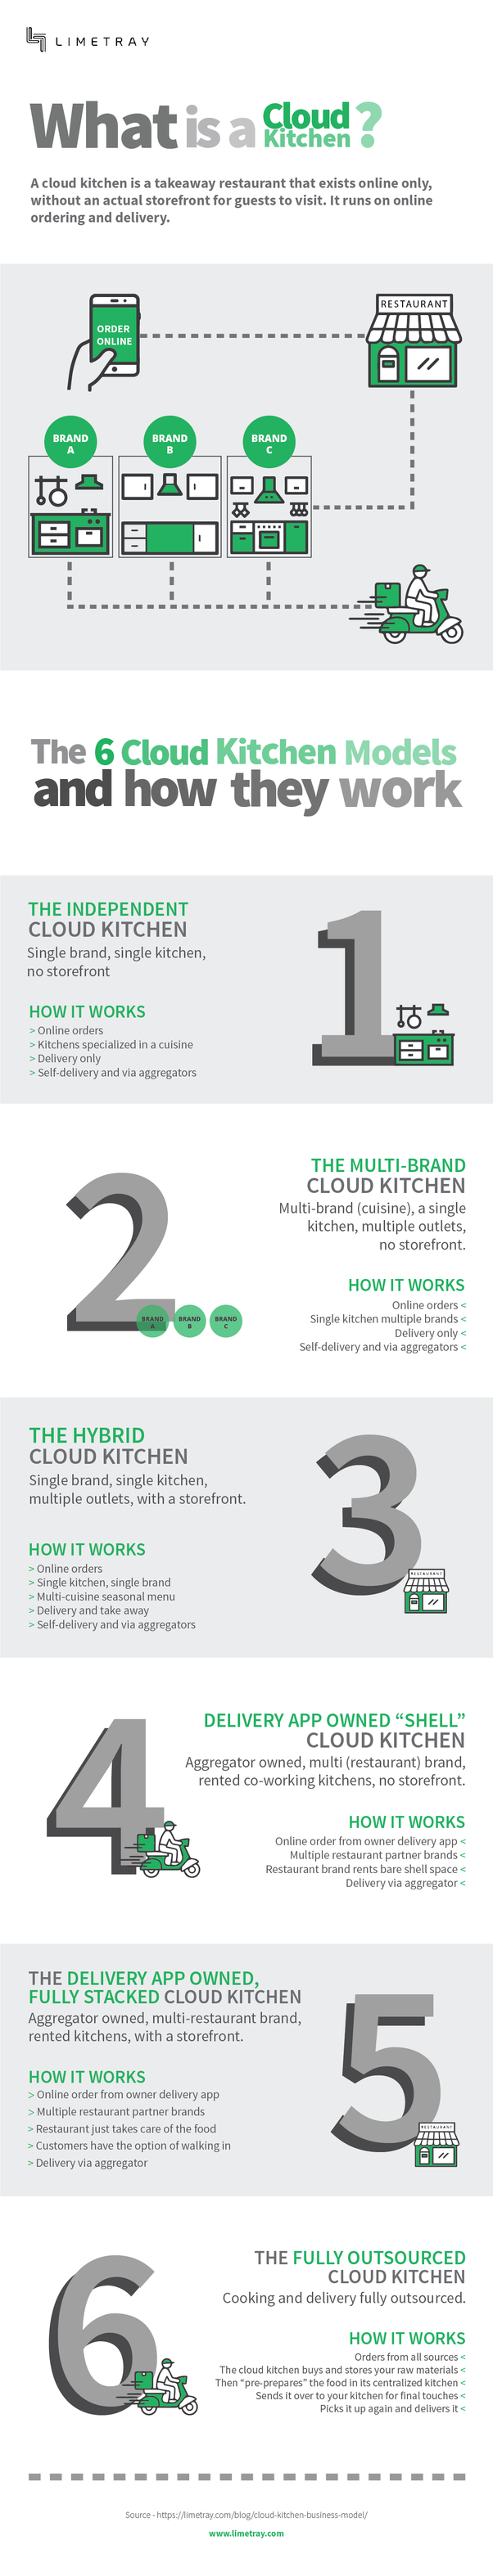 LIMETRAY
What is a Cloud Kitchen?
A cloud kitchen is a takeaway restaurant that exists online only,
without an actual storefront for guests to visit. It runs on online
ordering and delivery.
ORDER
ONLINE
RESTAURANT
BRAND
A
BRAND
B
BRAND
C
The 6 Cloud Kitchen Models
and how they work
THE INDEPENDENT
CLOUD KITCHEN
Single brand, single kitchen,
no storefront
HOW IT WORKS
> Online orders
> Kitchens specialized in a cuisine
> Delivery only
> Self-delivery and via aggregators
1
2
BRAND
A
BRAND
B
BRAND
C
THE MULTI-BRAND
CLOUD KITCHEN
Multi-brand (cuisine), a single
kitchen, multiple outlets,
no storefront.
HOW IT WORKS
Online orders <
Single kitchen multiple brands <
Delivery only <
Self-delivery and via aggregators <
THE HYBRID
CLOUD KITCHEN
Single brand, single kitchen,
multiple outlets, with a storefront.
HOW IT WORKS
> Online orders
> Single kitchen, single brand
> Multi-cuisine seasonal menu
> Delivery and take away
> Self-delivery and via aggregators
3
RESTAURANT
4
DELIVERY APP OWNED “SHELL”
CLOUD KITCHEN
Aggregator owned, multi (restaurant) brand,
rented co-working kitchens, no storefront.
HOW IT WORKS
Online order from owner delivery app <
Multiple restaurant partner brands <
Restaurant brand rents bare shell space <
Delivery via aggregator <
THE DELIVERY APP OWNED,
FULLY STACKED CLOUD KITCHEN
Aggregator owned, multi-restaurant brand,
rented kitchens, with a storefront.
HOW IT WORKS
> Online order from owner delivery app
> Multiple restaurant partner brands
> Restaurant just takes care of the food
> Customers have the option of walking in
> Delivery via aggregator
5
RESTAURANT
6
THE FULLY OUTSOURCED
CLOUD KITCHEN
Cooking and delivery fully outsourced.
HOW IT WORKS
Orders from all sources <
The cloud kitchen buys and stores your raw materials <
Then “pre-prepares” the food in its centralized kitchen <
Sends it over to your kitchen for final touches <
Picks it up again and delivers it <
Source - https://limetray.com/blog/cloud-kitchen-business-model/
www.limetray.com